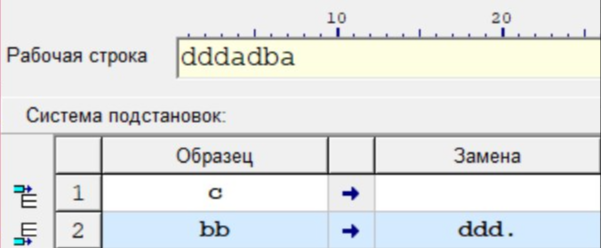 10 20
Рабочая строка dddadba
Система подстановок:
Образец Замена
1 c →
2 bb → ddd.